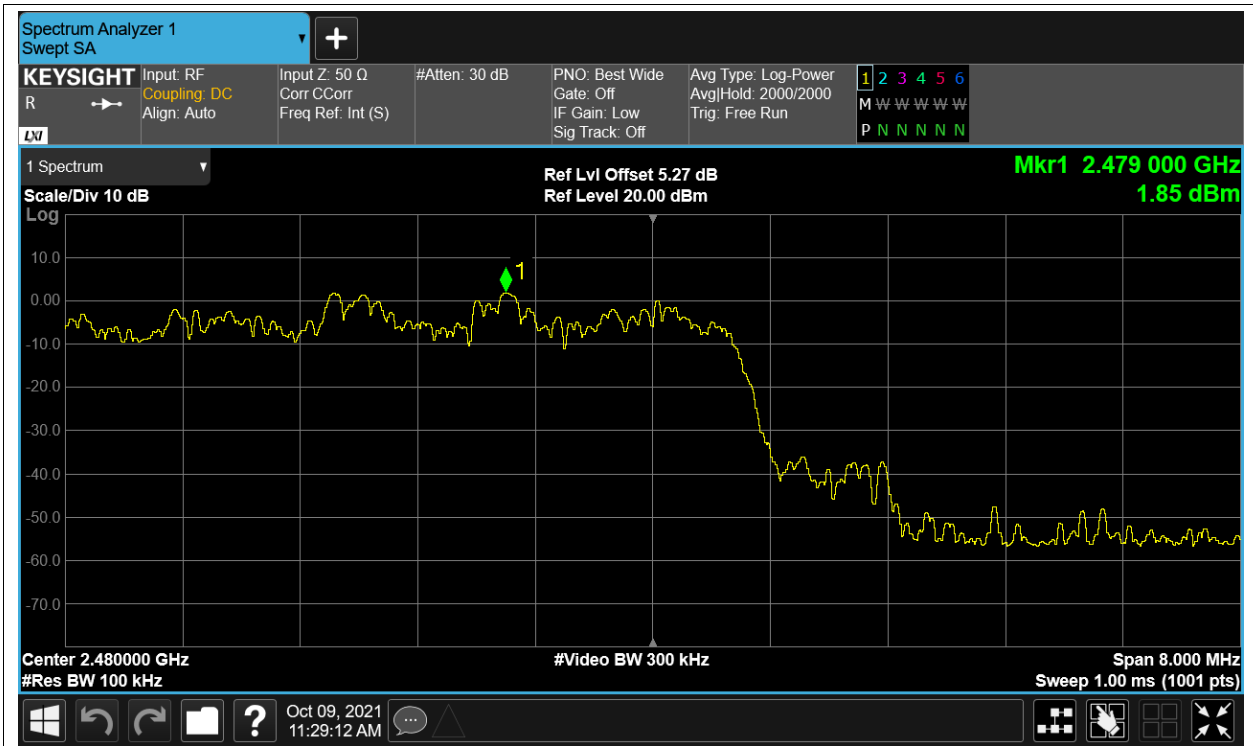 Spectrum Analyzer 1
Swept SA
KEYSIGHT
R
LXI
Input: RF
Coupling: DC
Align: Auto
Input Z: 50 Ω
Corr CCorr
Freq Ref: Int (S)
#Atten: 30 dB
PNO: Best Wide
Gate: Off
IF Gain: Low
Sig Track: Off
Avg Type: Log-Power
Avg|Hold: 2000/2000
Trig: Free Run
1 2 3 4 5 6
M W W W W W
P N N N N N
1 Spectrum
Scale/Div 10 dB
Log
Ref Lvl Offset 5.27 dB
Ref Level 20.00 dBm
Mkr1 2.479 000 GHz
1.85 dBm
1
10.0
0.00
-10.0
-20.0
-30.0
-40.0
-50.0
-60.0
-70.0
Center 2.480000 GHz
#Video BW 300 kHz
Span 8.000 MHz
#Res BW 100 kHz
Sweep 1.00 ms (1001 pts)
?
Oct 09, 2021
11:29:12 AM